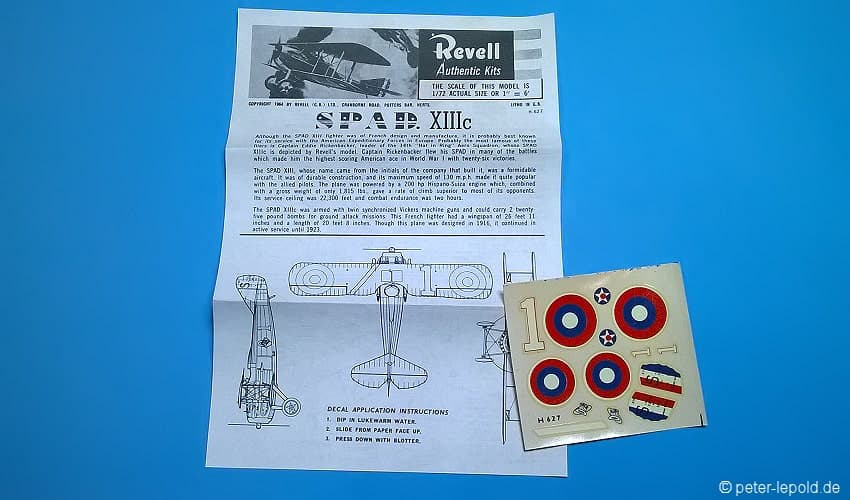 Revell
Authentic Kits
THE SCALE OF THIS MODEL IS
1/72 ACTUAL SIZE OR 1" = 6'
COPYRIGHT 1964 BY REVELL (G.B.) LTD., CRANBORNE ROAD, POTTERS BAR, HERTS.
LITHO IN G.B.
H 627
S.P.A.D. XIIIc
Although the SPAD XIII fighter was of French design and manufacture, it is probably best known
for its service with the American Expeditionary Forces in Europe. Probably the most famous of these
fliers is Captain Eddie Rickenbacker, leader of the 94th "Hat in Ring" Aero Squadron, whose SPAD
XIIIc is depicted by Revell's model. Captain Rickenbacker flew his SPAD in many of the battles
which made him the highest scoring American ace in World War I with twenty-six victories.
The SPAD XIII, whose name came from the initials of the company that built it, was a formidable
aircraft. It was of durable construction, and its maximum speed of 130 m.p.h. made it quite popular
with the allied pilots. The plane was powered by a 200 hp Hispano-Suiza engine which, combined
with a gross weight of only 1,815 lbs., gave a rate of climb superior to most of its opponents.
Its service ceiling was 22,300 feet and combat endurance was two hours.
The SPAD XIIIc was armed with twin synchronized Vickers machine guns and could carry 2 twenty-
five pound bombs for ground attack missions. This French fighter had a wingspan of 26 feet 11
inches and a length of 20 feet 8 inches. Though this plane was designed in 1916, it continued in
active service until 1923.
1
S
1
1 1
S
S
H 627
DECAL APPLICATION INSTRUCTIONS
1. DIP IN LUKEWARM WATER.
2. SLIDE FROM PAPER FACE UP.
3. PRESS DOWN WITH BLOTTER.
© peter-lepold.de